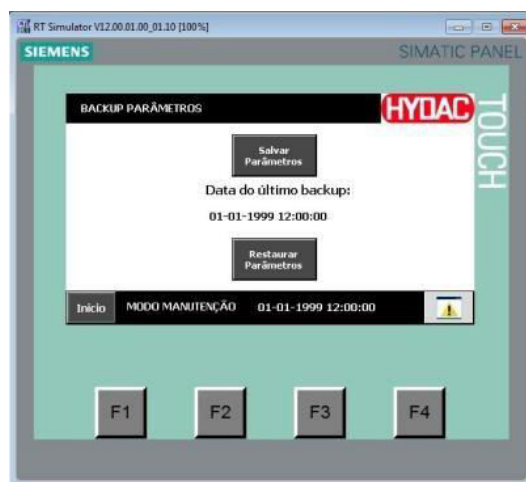 RT Simulator V12.00.01.00_01.10 [100%]
SIEMENS
SIMATIC PANEL
TOUCH
BACKUP PARÂMETROS
HYDAC
Salvar
Parâmetros
Data do último backup:
01-01-1999 12:00:00
Restaurar
Parâmetros
Inicio
MODO MANUTENÇÃO
01-01-1999 12:00:00
F1
F2
F3
F4